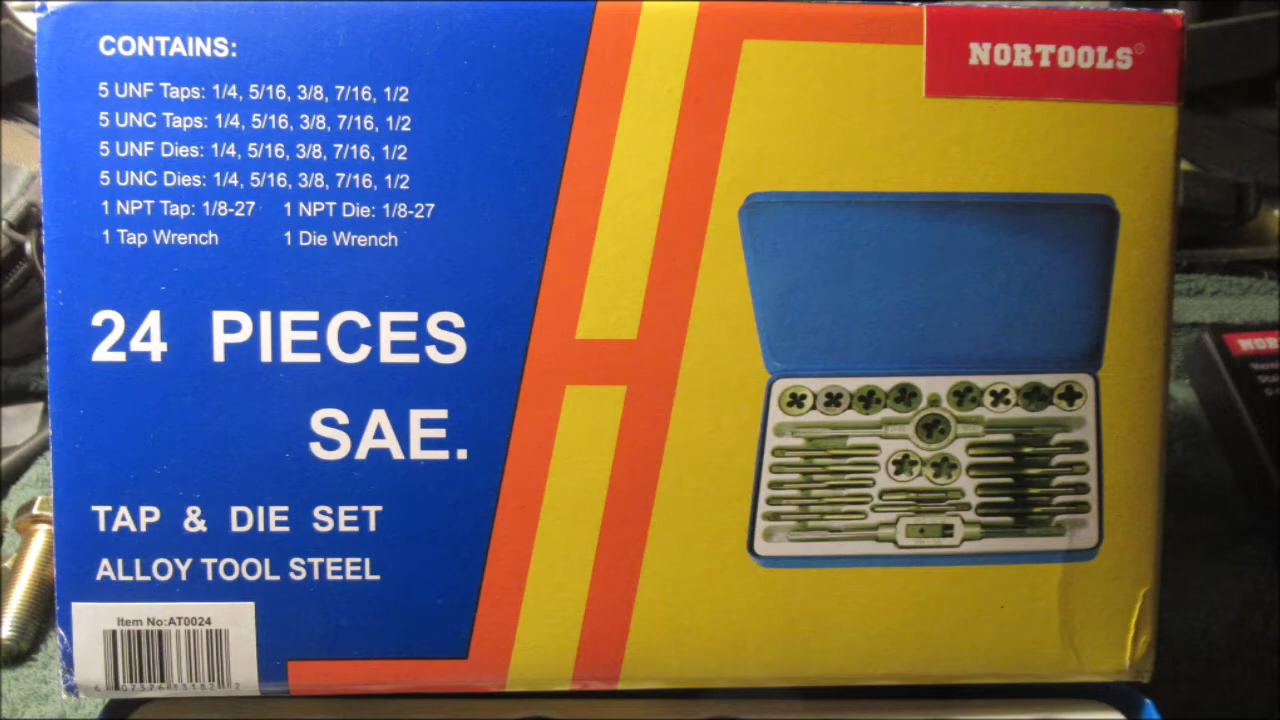 CONTAINS:
5 UNF Taps: 1/4, 5/16, 3/8, 7/16, 1/2
5 UNC Taps: 1/4, 5/16, 3/8, 7/16, 1/2
5 UNF Dies: 1/4, 5/16, 3/8, 7/16, 1/2
5 UNC Dies: 1/4, 5/16, 3/8, 7/16, 1/2
1 NPT Tap: 1/8-27 1 NPT Die: 1/8-27
1 Tap Wrench 1 Die Wrench
24 PIECES
SAE.
TAP & DIE SET
ALLOY TOOL STEEL
Item No:AT0024
NORTOOLS®